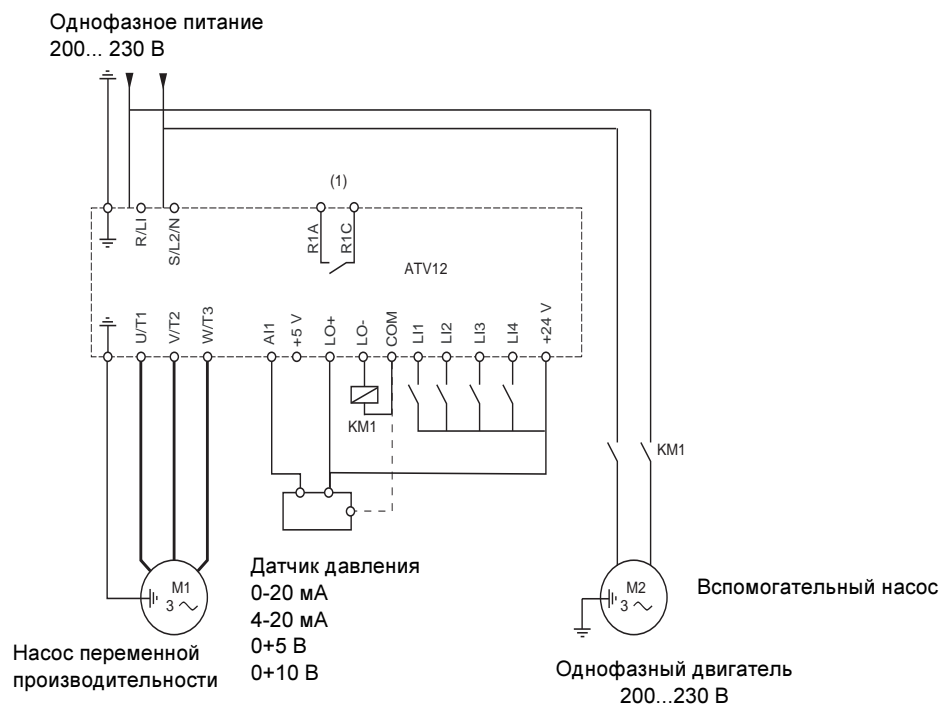 Однофазное питание
200... 230 В
(1)
R/LI
S/L2/N
R1A
R1C
ATV12
U/T1
V/T2
W/T3
AI1
+5 V
LO+
LO-
COM
LI1
LI2
LI3
LI4
+24 V
KM1
KM1
M1
3
M2
3
Вспомогательный насос
Датчик давления
0-20 мА
4-20 мА
0+5 В
0+10 В
Насос переменной
производительности
Однофазный двигатель
200...230 В